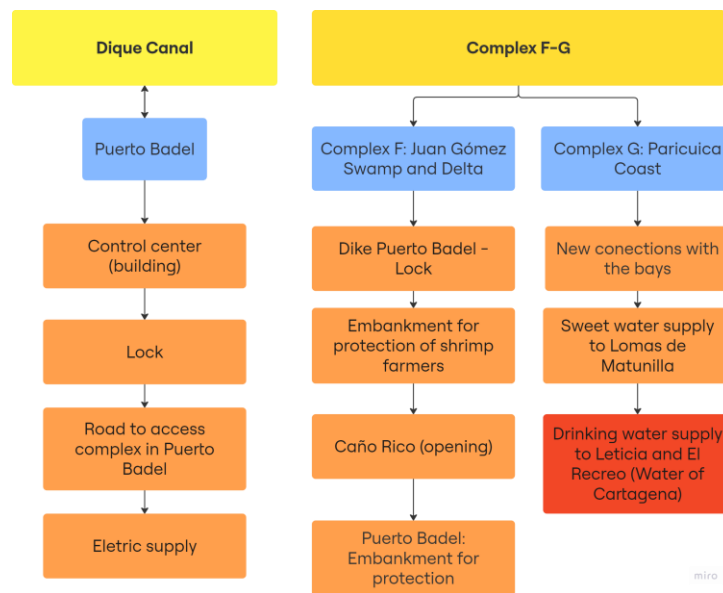 Dique Canal
Puerto Badel
Control center
(building)
Lock
Road to access
complex in Puerto
Badel
Eletric supply
Complex F-G
Complex F: Juan Gómez
Swamp and Delta
Dike Puerto Badel -
Lock
Embankment for
protection of shrimp
farmers
Caño Rico (opening)
Puerto Badel:
Embankment for
protection
Complex G: Paricuica
Coast
New conections with
the bays
Sweet water supply
to Lomas de
Matunilla
Drinking water supply
to Leticia and El
Recreo (Water of
Cartagena)
miro